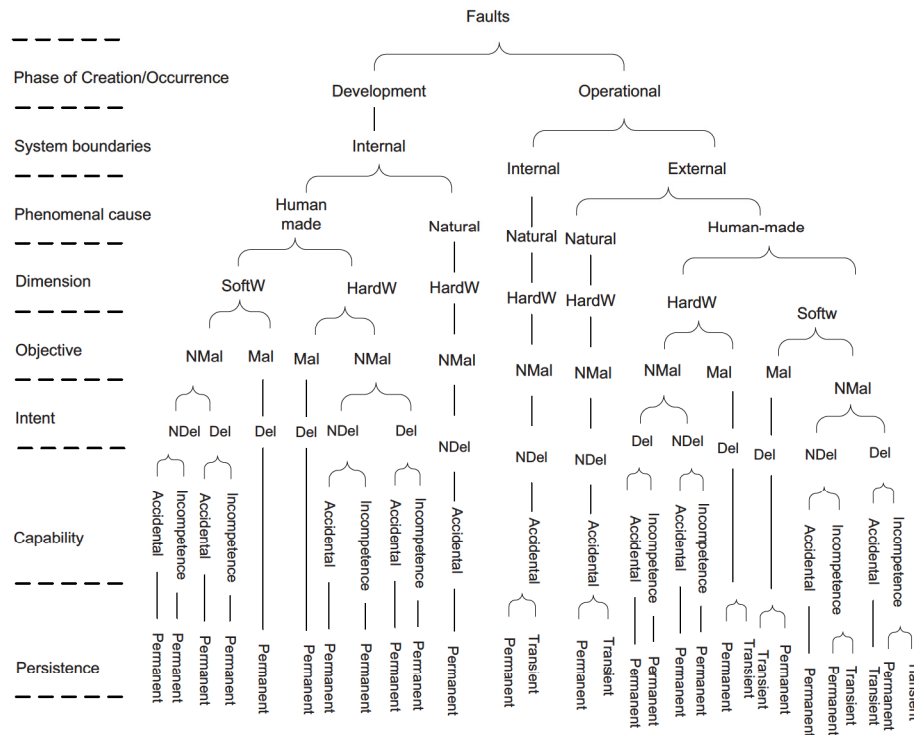 Faults
Phase of Creation/Occurrence
Development
Operational
System boundaries
Internal
Internal
External
Phenomenal cause
Human
made
Natural
Natural
Natural
Human-made
Dimension
SoftW
HardW
HardW
HardW
HardW
HardW
Softw
Objective
NMal
Mal
Mal
NMal
NMal
NMal
NMal
NMal
Mal
Mal
NMal
Intent
NDel
Del
Del
Del
NDel
Del
NDel
NDel
NDel
Del
NDel
Del
Del
NDel
Del
Capability
Accidental
Incompetence
Accidental
Incompetence
Accidental
Incompetence
Accidental
Incompetence
Accidental
Accidental
Accidental
Accidental
Incompetence
Accidental
Incompetence
Accidental
Incompetence
Accidental
Incompetence
Persistence
Permanent
Permanent
Permanent
Permanent
Permanent
Permanent
Permanent
Permanent
Permanent
Permanent
Permanent
Permanent
Transient
Permanent
Transient
Permanent
Permanent
Permanent
Permanent
Permanent
Transient
Transient
Permanent
Permanent
Permanent
Transient
Transient
Permanent
Transient